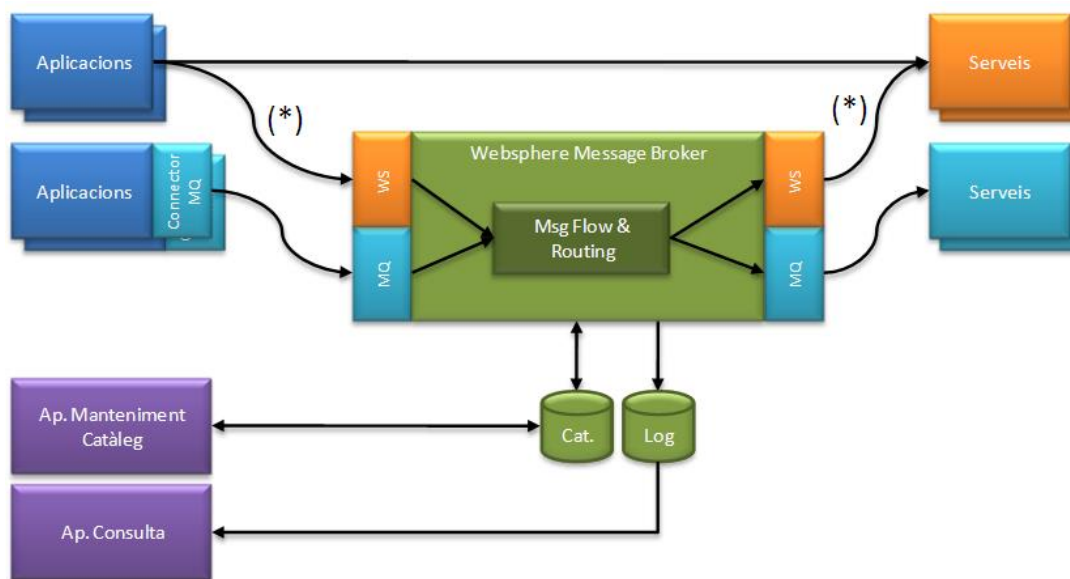 Aplicacions
Serveis
(*)
(*)
Websphere Message Broker
Aplicacions
Connector
MQ
WS
WS
Serveis
Msg Flow &
Routing
MQ
MQ
Ap. Manteniment
Catàleg
Cat.
Log
Ap. Consulta